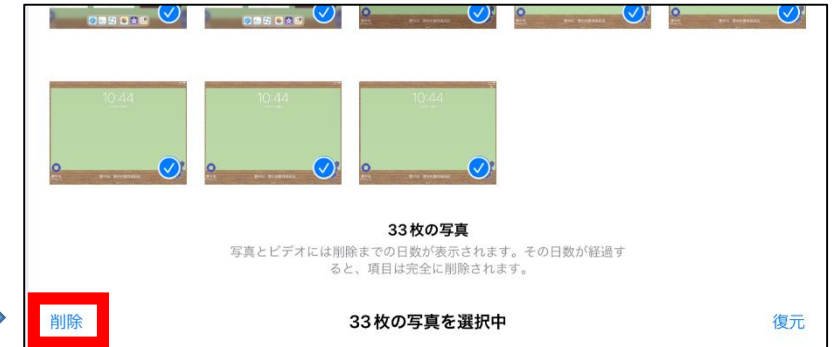 10:44
10:44
10:44
33枚の写真
写真とビデオには削除までの日数が表示されます。その日数が経過す
ると、項目は完全に削除されます。
削除
33枚の写真を選択中
復元